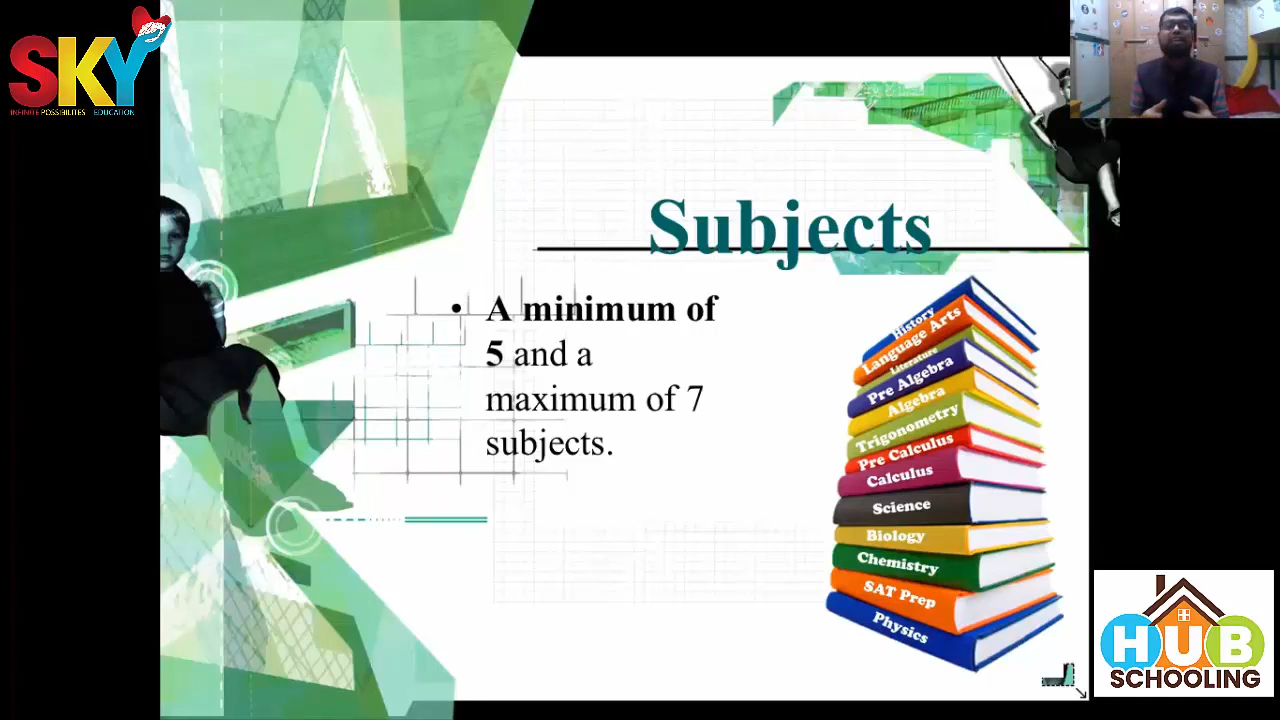 SKY
INFINITE POSSIBILITES EDUCATION
Subjects
• A minimum of
5 and a
maximum of 7
subjects.
History
Language Arts
Literature
Pre Algebra
Algebra
Trigonometry
Pre Calculus
Calculus
Science
Biology
Chemistry
SAT Prep
Physics
HUB
SCHOOLING